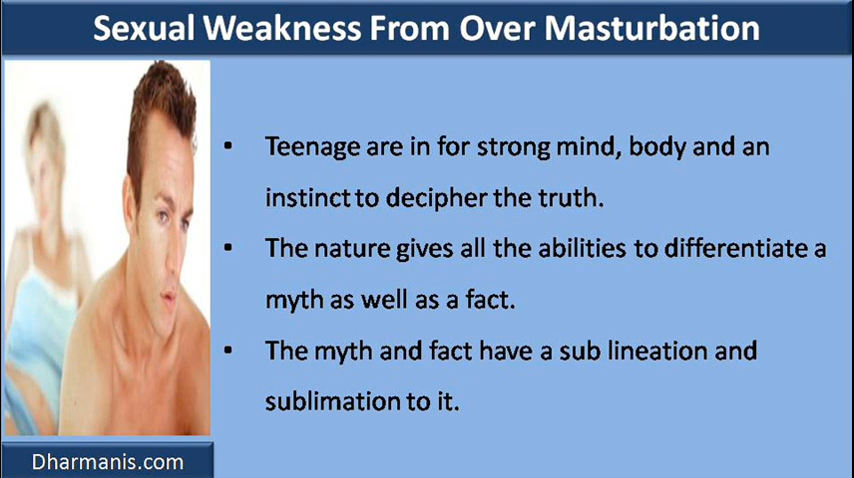 Sexual Weakness From Over Masturbation
▪ Teenage are in for strong mind, body and an
instinct to decipher the truth.
▪ The nature gives all the abilities to differentiate a
myth as well as a fact.
▪ The myth and fact have a sub lineation and
sublimation to it.
Dharmanis.com